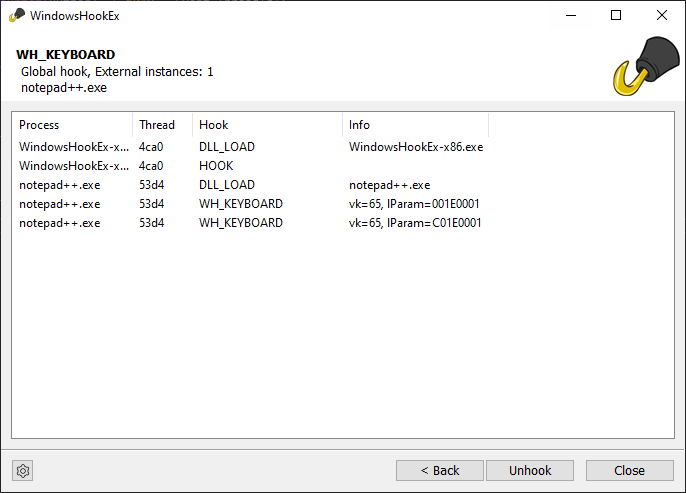 WindowsHookEx
WH_KEYBOARD
Global hook, External instances: 1
notepad++.exe
Process Thread Hook Info
WindowsHookEx-x... 4ca0 DLL_LOAD WindowsHookEx-x86.exe
WindowsHookEx-x... 4ca0 HOOK
notepad++.exe 53d4 DLL_LOAD notepad++.exe
notepad++.exe 53d4 WH_KEYBOARD vk=65, lParam=001E0001
notepad++.exe 53d4 WH_KEYBOARD vk=65, lParam=C01E0001
< Back Unhook Close